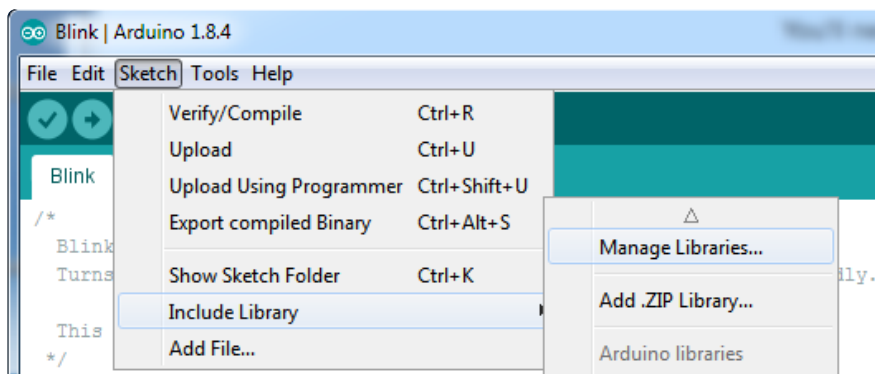 Blink | Arduino 1.8.4
File Edit Sketch Tools Help
Verify/Compile Ctrl+R
Upload Ctrl+U
Upload Using Programmer Ctrl+Shift+U
Export compiled Binary Ctrl+Alt+S
Show Sketch Folder Ctrl+K
Include Library
Add File...
Manage Libraries...
Add .ZIP Library...
Arduino libraries
Blink
/*
Blink
Turns
This
*/